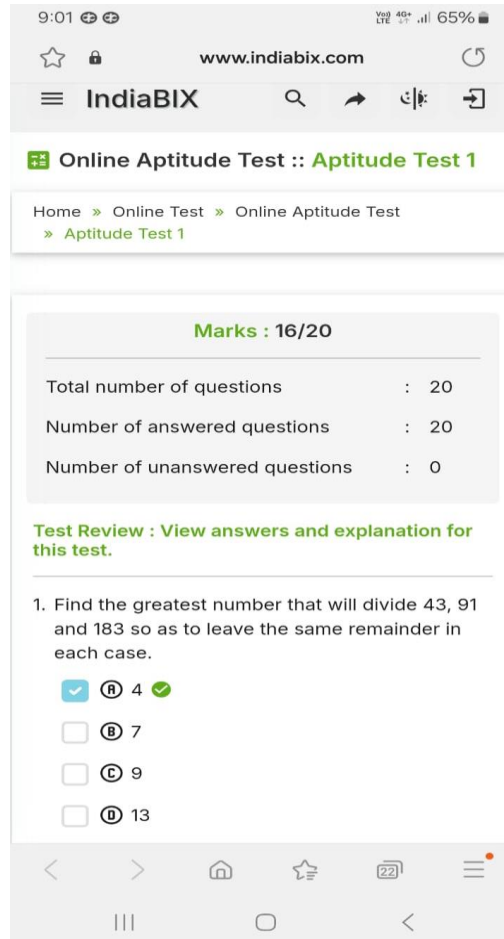 9:01
Vo) 4G+ LTE 65%
www.indiabix.com
IndiaBIX
Online Aptitude Test :: Aptitude Test 1
Home » Online Test » Online Aptitude Test
» Aptitude Test 1
Marks : 16/20
Total number of questions : 20
Number of answered questions : 20
Number of unanswered questions : 0
Test Review : View answers and explanation for
this test.
1. Find the greatest number that will divide 43, 91
and 183 so as to leave the same remainder in
each case.
A 4
B 7
C 9
D 13
22